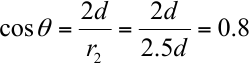 cos θ = 2d/r₂ = 2d/2.5d = 0.8